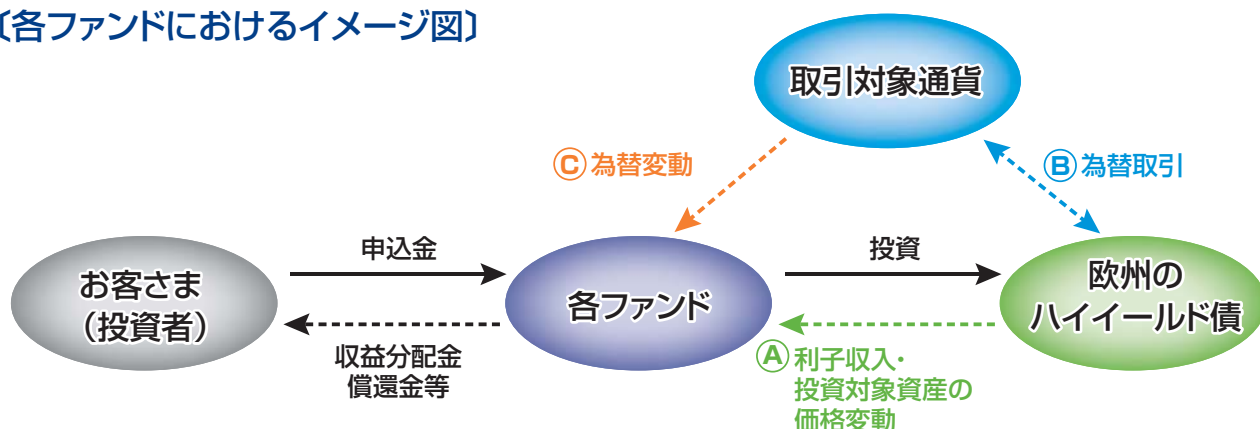 〔各ファンドにおけるイメージ図〕
取引対象通貨
Ⓒ為替変動
Ⓑ為替取引
申込金
投資
お客さま
（投資者）
各ファンド
欧州の
ハイイールド債
収益分配金
償還金等
Ⓐ利子収入・
投資対象資産の
価格変動